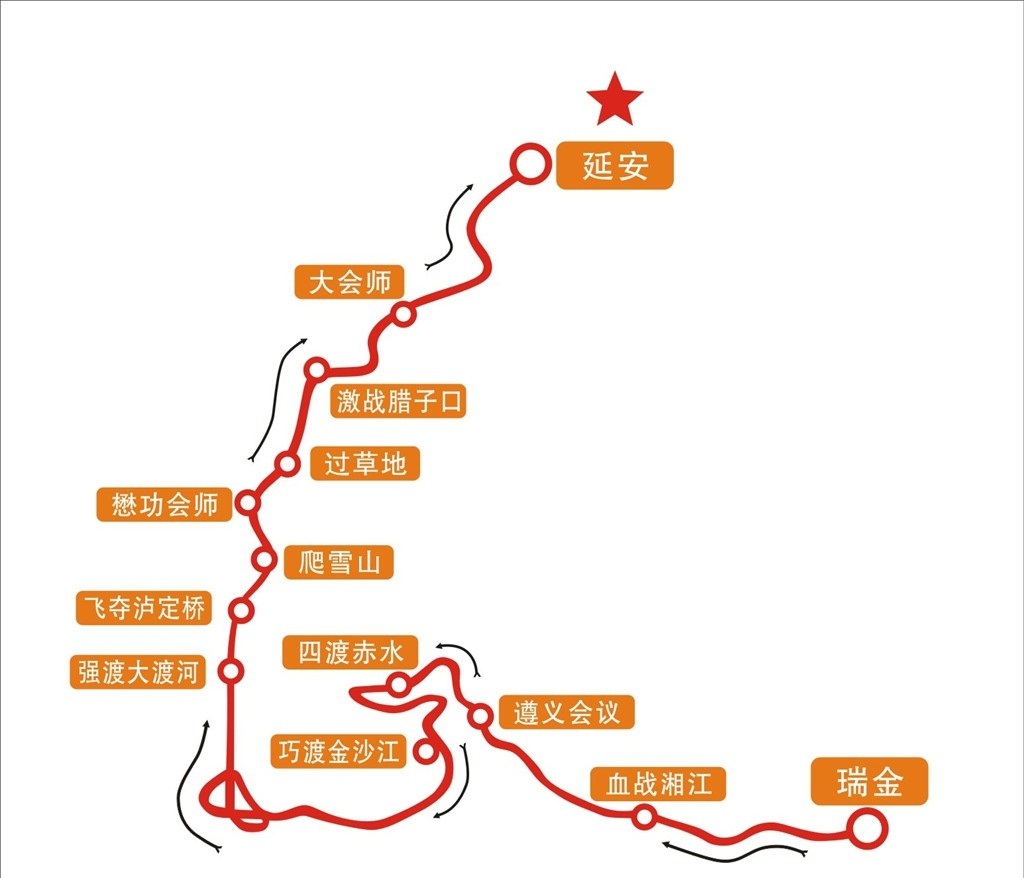 延安
大会师
激战腊子口
过草地
懋功会师
爬雪山
飞夺泸定桥
四渡赤水
强渡大渡河
遵义会议
巧渡金沙江
血战湘江
瑞金